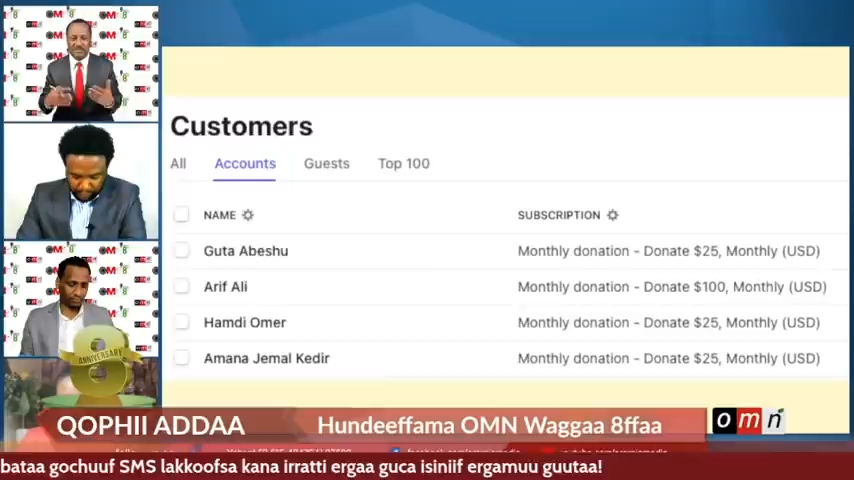 Customers
All Accounts Guests Top 100
NAME SUBSCRIPTION
Guta Abeshu Monthly donation - Donate $25, Monthly (USD)
Arif Ali Monthly donation - Donate $100, Monthly (USD)
Hamdi Omer Monthly donation - Donate $25, Monthly (USD)
Amana Jemal Kedir Monthly donation - Donate $25, Monthly (USD)
8
ANNIVERSARY
QOPHII ADDAA Hundeeffama OMN Waggaa 8ffaa
omn
bataa gochuuf SMS lakkoofsa kana irratti ergaa guca isiniif ergamuu guutaa!